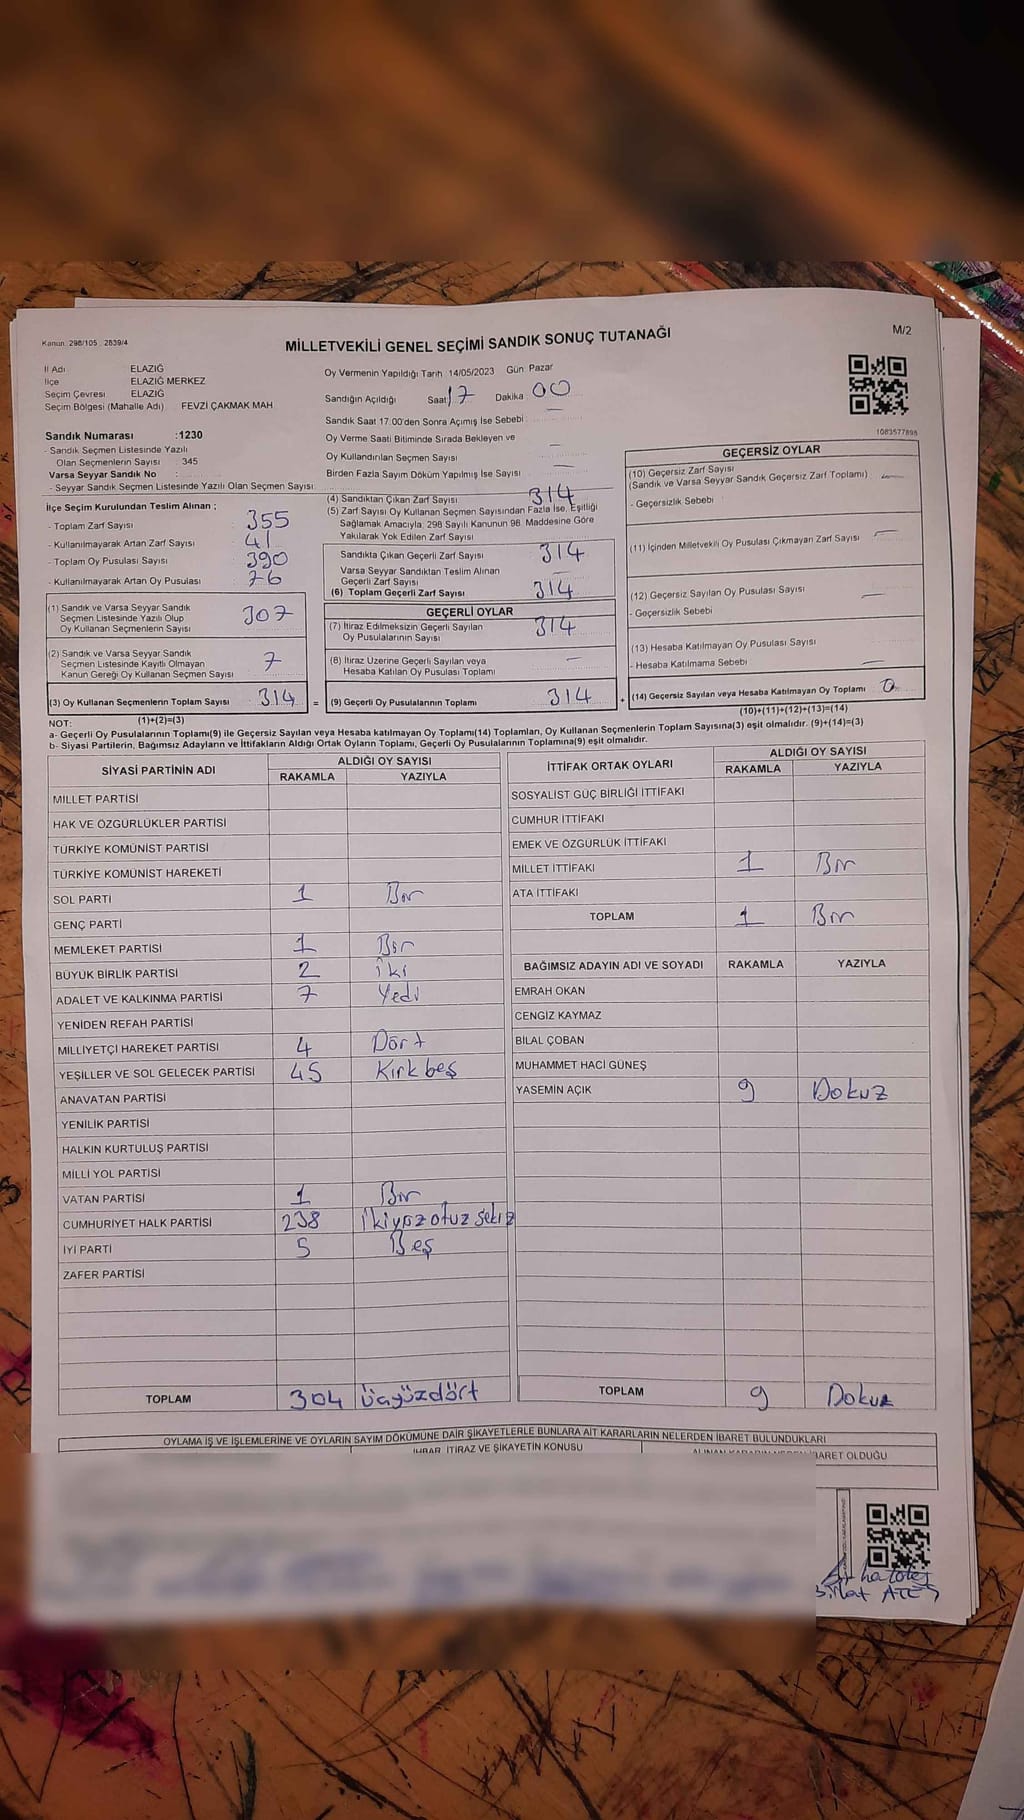 Kanun. 298/105 , 2839/4
M/2
MİLLETVEKİLİ GENEL SEÇİMİ SANDIK SONUÇ TUTANAĞI
İl Adı ELAZIĞ
İlçe ELAZIĞ MERKEZ
Seçim Çevresi ELAZIĞ
Seçim Bölgesi (Mahalle Adı) FEVZİ ÇAKMAK MAH
Sandık Numarası :1230
- Sandık Seçmen Listesinde Yazılı
Olan Seçmenlerin Sayısı : 345
Varsa Seyyar Sandık No :
- Seyyar Sandık Seçmen Listesinde Yazılı Olan Seçmen Sayısı:
Oy Vermenin Yapıldığı Tarih :14/05/2023 Gün: Pazar
Sandığın Açıldığı Saat 17 Dakika 00
Sandık Saat 17:00'den Sonra Açımış İse Sebebi: —
Oy Verme Saati Bitiminde Sırada Bekleyen ve
Oy Kullandırılan Seçmen Sayısı —
Birden Fazla Sayım Döküm Yapılmış İse Sayısı —
1083577898
İlçe Seçim Kurulundan Teslim Alınan ;
- Toplam Zarf Sayısı 355
- Kullanılmayarak Artan Zarf Sayısı 41
- Toplam Oy Pusulası Sayısı 390
- Kullanılmayarak Artan Oy Pusulası 76
(1) Sandık ve Varsa Seyyar Sandık
Seçmen Listesinde Yazılı Olup
Oy Kullanan Seçmenlerin Sayısı 307
(2) Sandık ve Varsa Seyyar Sandık
Seçmen Listesinde Kayıtlı Olmayan
Kanun Gereği Oy Kullanan Seçmen Sayısı 7
(3) Oy Kullanan Seçmenlerin Toplam Sayısı 314 =
(1)+(2)=(3)
(4) Sandıktan Çıkan Zarf Sayısı 314
(5) Zarf Sayısı Oy Kullanan Seçmen Sayısından Fazla İse, Eşitliği
Sağlamak Amacıyla; 298 Sayılı Kanunun 98. Maddesine Göre
Yakılarak Yok Edilen Zarf Sayısı
Sandıkta Çıkan Geçerli Zarf Sayısı 314
Varsa Seyyar Sandıktan Teslim Alınan
Geçerli Zarf Sayısı —
(6) Toplam Geçerli Zarf Sayısı 314
GEÇERLİ OYLAR
(7) İtiraz Edilmeksizin Geçerli Sayılan
Oy Pusulalarının Sayısı 314
(8) İtiraz Üzerine Geçerli Sayılan veya
Hesaba Katılan Oy Pusulası Toplamı —
(9) Geçerli Oy Pusulalarının Toplamı 314 +
GEÇERSİZ OYLAR
(10) Geçersiz Zarf Sayısı
(Sandık ve Varsa Seyyar Sandık Geçersiz Zarf Toplamı) —
- Geçersizlik Sebebi
(11) İçinden Milletvekili Oy Pusulası Çıkmayan Zarf Sayısı —
(12) Geçersiz Sayılan Oy Pusulası Sayısı —
- Geçersizlik Sebebi
(13) Hesaba Katılmayan Oy Pusulası Sayısı
- Hesaba Katılmama Sebebi —
(14) Geçersiz Sayılan veya Hesaba Katılmayan Oy Toplamı 0
(10)+(11)+(12)+(13)=(14)
NOT:
a- Geçerli Oy Pusulalarının Toplamı(9) ile Geçersiz Sayılan veya Hesaba katılmayan Oy Toplamı(14) Toplamları, Oy Kullanan Seçmenlerin Toplam Sayısına(3) eşit olmalıdır. (9)+(14)=(3)
b- Siyasi Partilerin, Bağımsız Adayların ve İttifakların Aldığı Ortak Oyların Toplamı, Geçerli Oy Pusulalarının Toplamına(9) eşit olmalıdır.
SİYASİ PARTİNİN ADI ALDIĞI OY SAYISI
RAKAMLA YAZIYLA
MİLLET PARTİSİ
HAK VE ÖZGÜRLÜKLER PARTİSİ
TÜRKİYE KOMÜNİST PARTİSİ
TÜRKİYE KOMÜNİST HAREKETİ
SOL PARTİ 1 Bir
GENÇ PARTİ
MEMLEKET PARTİSİ 1 Bir
BÜYÜK BİRLİK PARTİSİ 2 iki
ADALET VE KALKINMA PARTİSİ 7 Yedi
YENİDEN REFAH PARTİSİ
MİLLİYETÇİ HAREKET PARTİSİ 4 Dört
YEŞİLLER VE SOL GELECEK PARTİSİ 45 Kırk beş
ANAVATAN PARTİSİ
YENİLİK PARTİSİ
HALKIN KURTULUŞ PARTİSİ
MİLLİ YOL PARTİSİ
VATAN PARTİSİ 1 Bir
CUMHURİYET HALK PARTİSİ 238 ikiyüz otuz sekiz
İYİ PARTİ 5 Beş
ZAFER PARTİSİ
TOPLAM 304 üçyüzdört
İTTİFAK ORTAK OYLARI ALDIĞI OY SAYISI
RAKAMLA YAZIYLA
SOSYALİST GÜÇ BİRLİĞİ İTTİFAKI
CUMHUR İTTİFAKI
EMEK VE ÖZGÜRLÜK İTTİFAKI
MİLLET İTTİFAKI 1 Bir
ATA İTTİFAKI
TOPLAM 1 Bir
BAĞIMSIZ ADAYIN ADI VE SOYADI RAKAMLA YAZIYLA
EMRAH OKAN
CENGİZ KAYMAZ
BİLAL ÇOBAN
MUHAMMET HACİ GÜNEŞ
YASEMİN AÇIK 9 Dokuz
TOPLAM 9 Dokuz
OYLAMA İŞ VE İŞLEMLERİNE VE OYLARIN SAYIM DÖKÜMÜNE DAİR ŞİKAYETLERLE BUNLARA AİT KARARLARIN NELERDEN İBARET BULUNDUKLARI
İHBAR, İTİRAZ VE ŞİKAYETİN KONUSU
İBARET OLDUĞU
ATEŞ